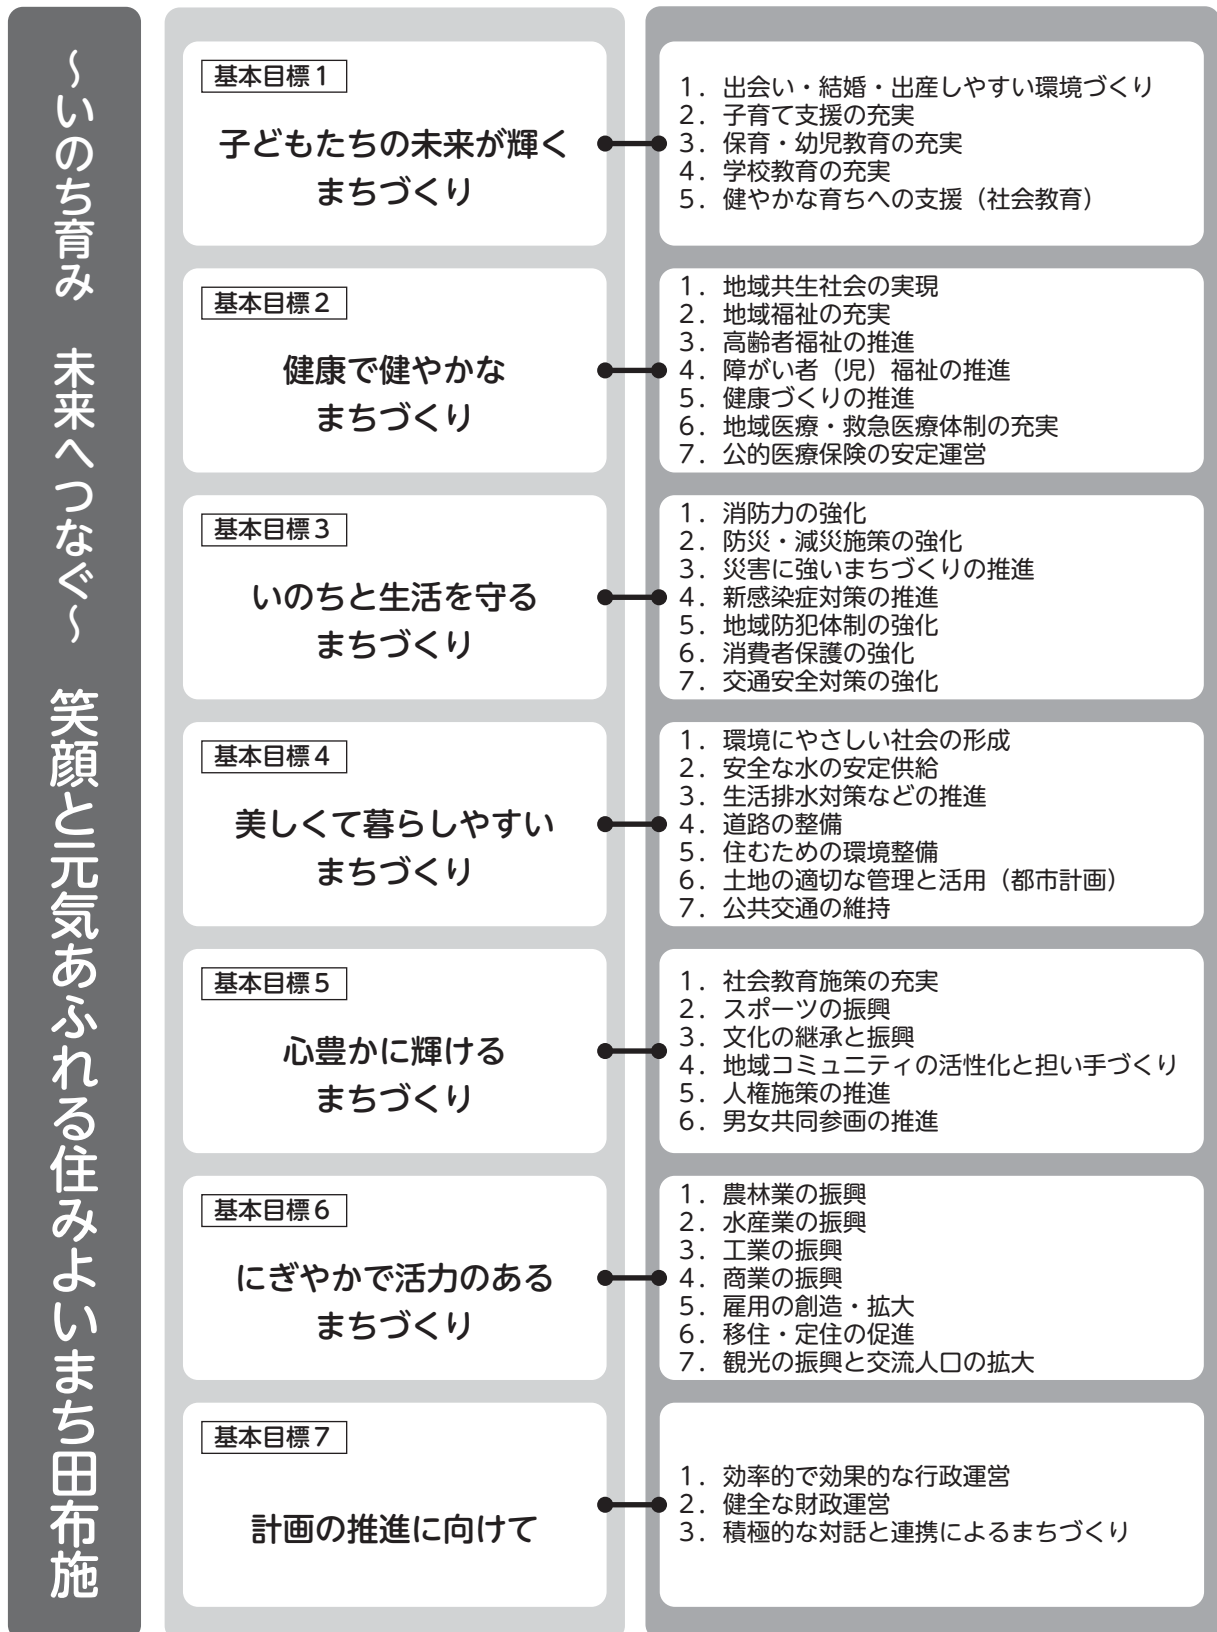 ～いのち育み　未来へつなぐ～　笑顔と元気あふれる住みよいまち田布施
基本目標１
子どもたちの未来が輝く
まちづくり
１．出会い・結婚・出産しやすい環境づくり
２．子育て支援の充実
３．保育・幼児教育の充実
４．学校教育の充実
５．健やかな育ちへの支援（社会教育）
基本目標２
健康で健やかな
まちづくり
１．地域共生社会の実現
２．地域福祉の充実
３．高齢者福祉の推進
４．障がい者（児）福祉の推進
５．健康づくりの推進
６．地域医療・救急医療体制の充実
７．公的医療保険の安定運営
基本目標３
いのちと生活を守る
まちづくり
１．消防力の強化
２．防災・減災施策の強化
３．災害に強いまちづくりの推進
４．新感染症対策の推進
５．地域防犯体制の強化
６．消費者保護の強化
７．交通安全対策の強化
基本目標４
美しくて暮らしやすい
まちづくり
１．環境にやさしい社会の形成
２．安全な水の安定供給
３．生活排水対策などの推進
４．道路の整備
５．住むための環境整備
６．土地の適切な管理と活用（都市計画）
７．公共交通の維持
基本目標５
心豊かに輝ける
まちづくり
１．社会教育施策の充実
２．スポーツの振興
３．文化の継承と振興
４．地域コミュニティの活性化と担い手づくり
５．人権施策の推進
６．男女共同参画の推進
基本目標６
にぎやかで活力のある
まちづくり
１．農林業の振興
２．水産業の振興
３．工業の振興
４．商業の振興
５．雇用の創造・拡大
６．移住・定住の促進
７．観光の振興と交流人口の拡大
基本目標７
計画の推進に向けて
１．効率的で効果的な行政運営
２．健全な財政運営
３．積極的な対話と連携によるまちづくり